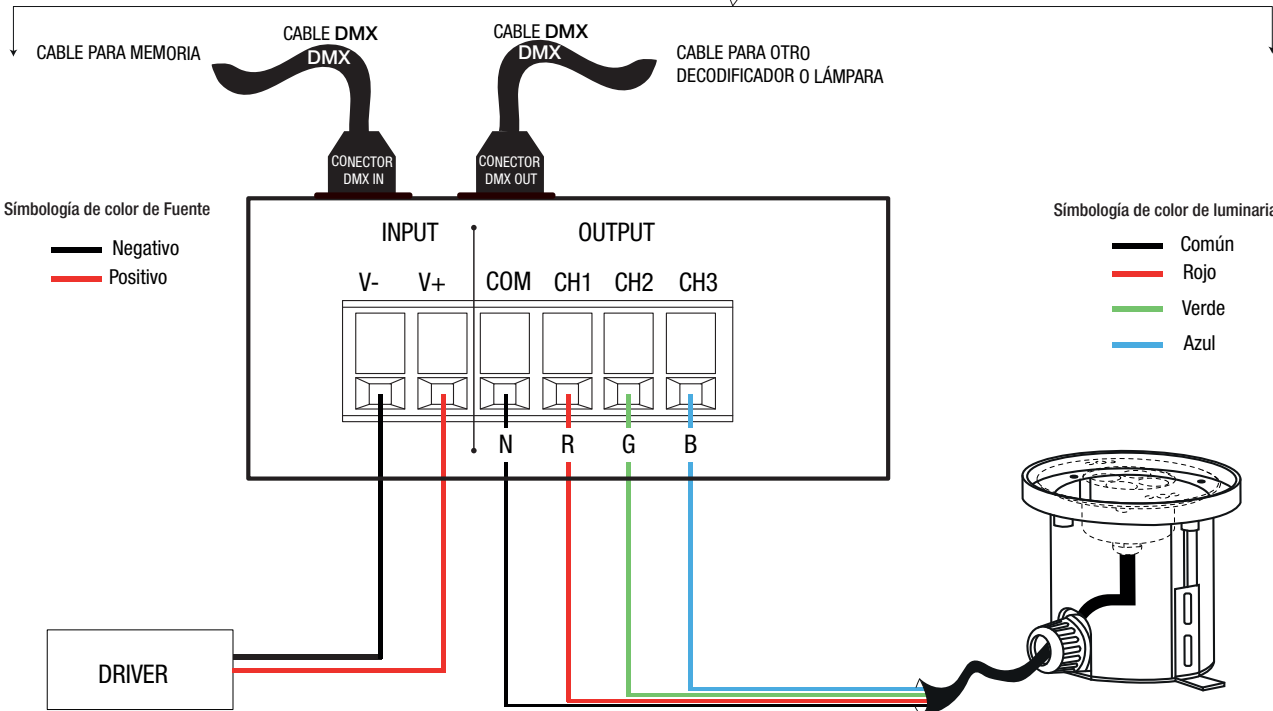 CABLE PARA MEMORIA
CABLE DMX
DMX
CABLE DMX
DMX
CABLE PARA OTRO
DECODIFICADOR O LÁMPARA
CONECTOR
DMX IN
CONECTOR
DMX OUT
Símbología de color de Fuente
Negativo
Positivo
Símbología de color de luminaria
Común
Rojo
Verde
Azul
INPUT OUTPUT
V- V+ COM CH1 CH2 CH3
N R G B
DRIVER